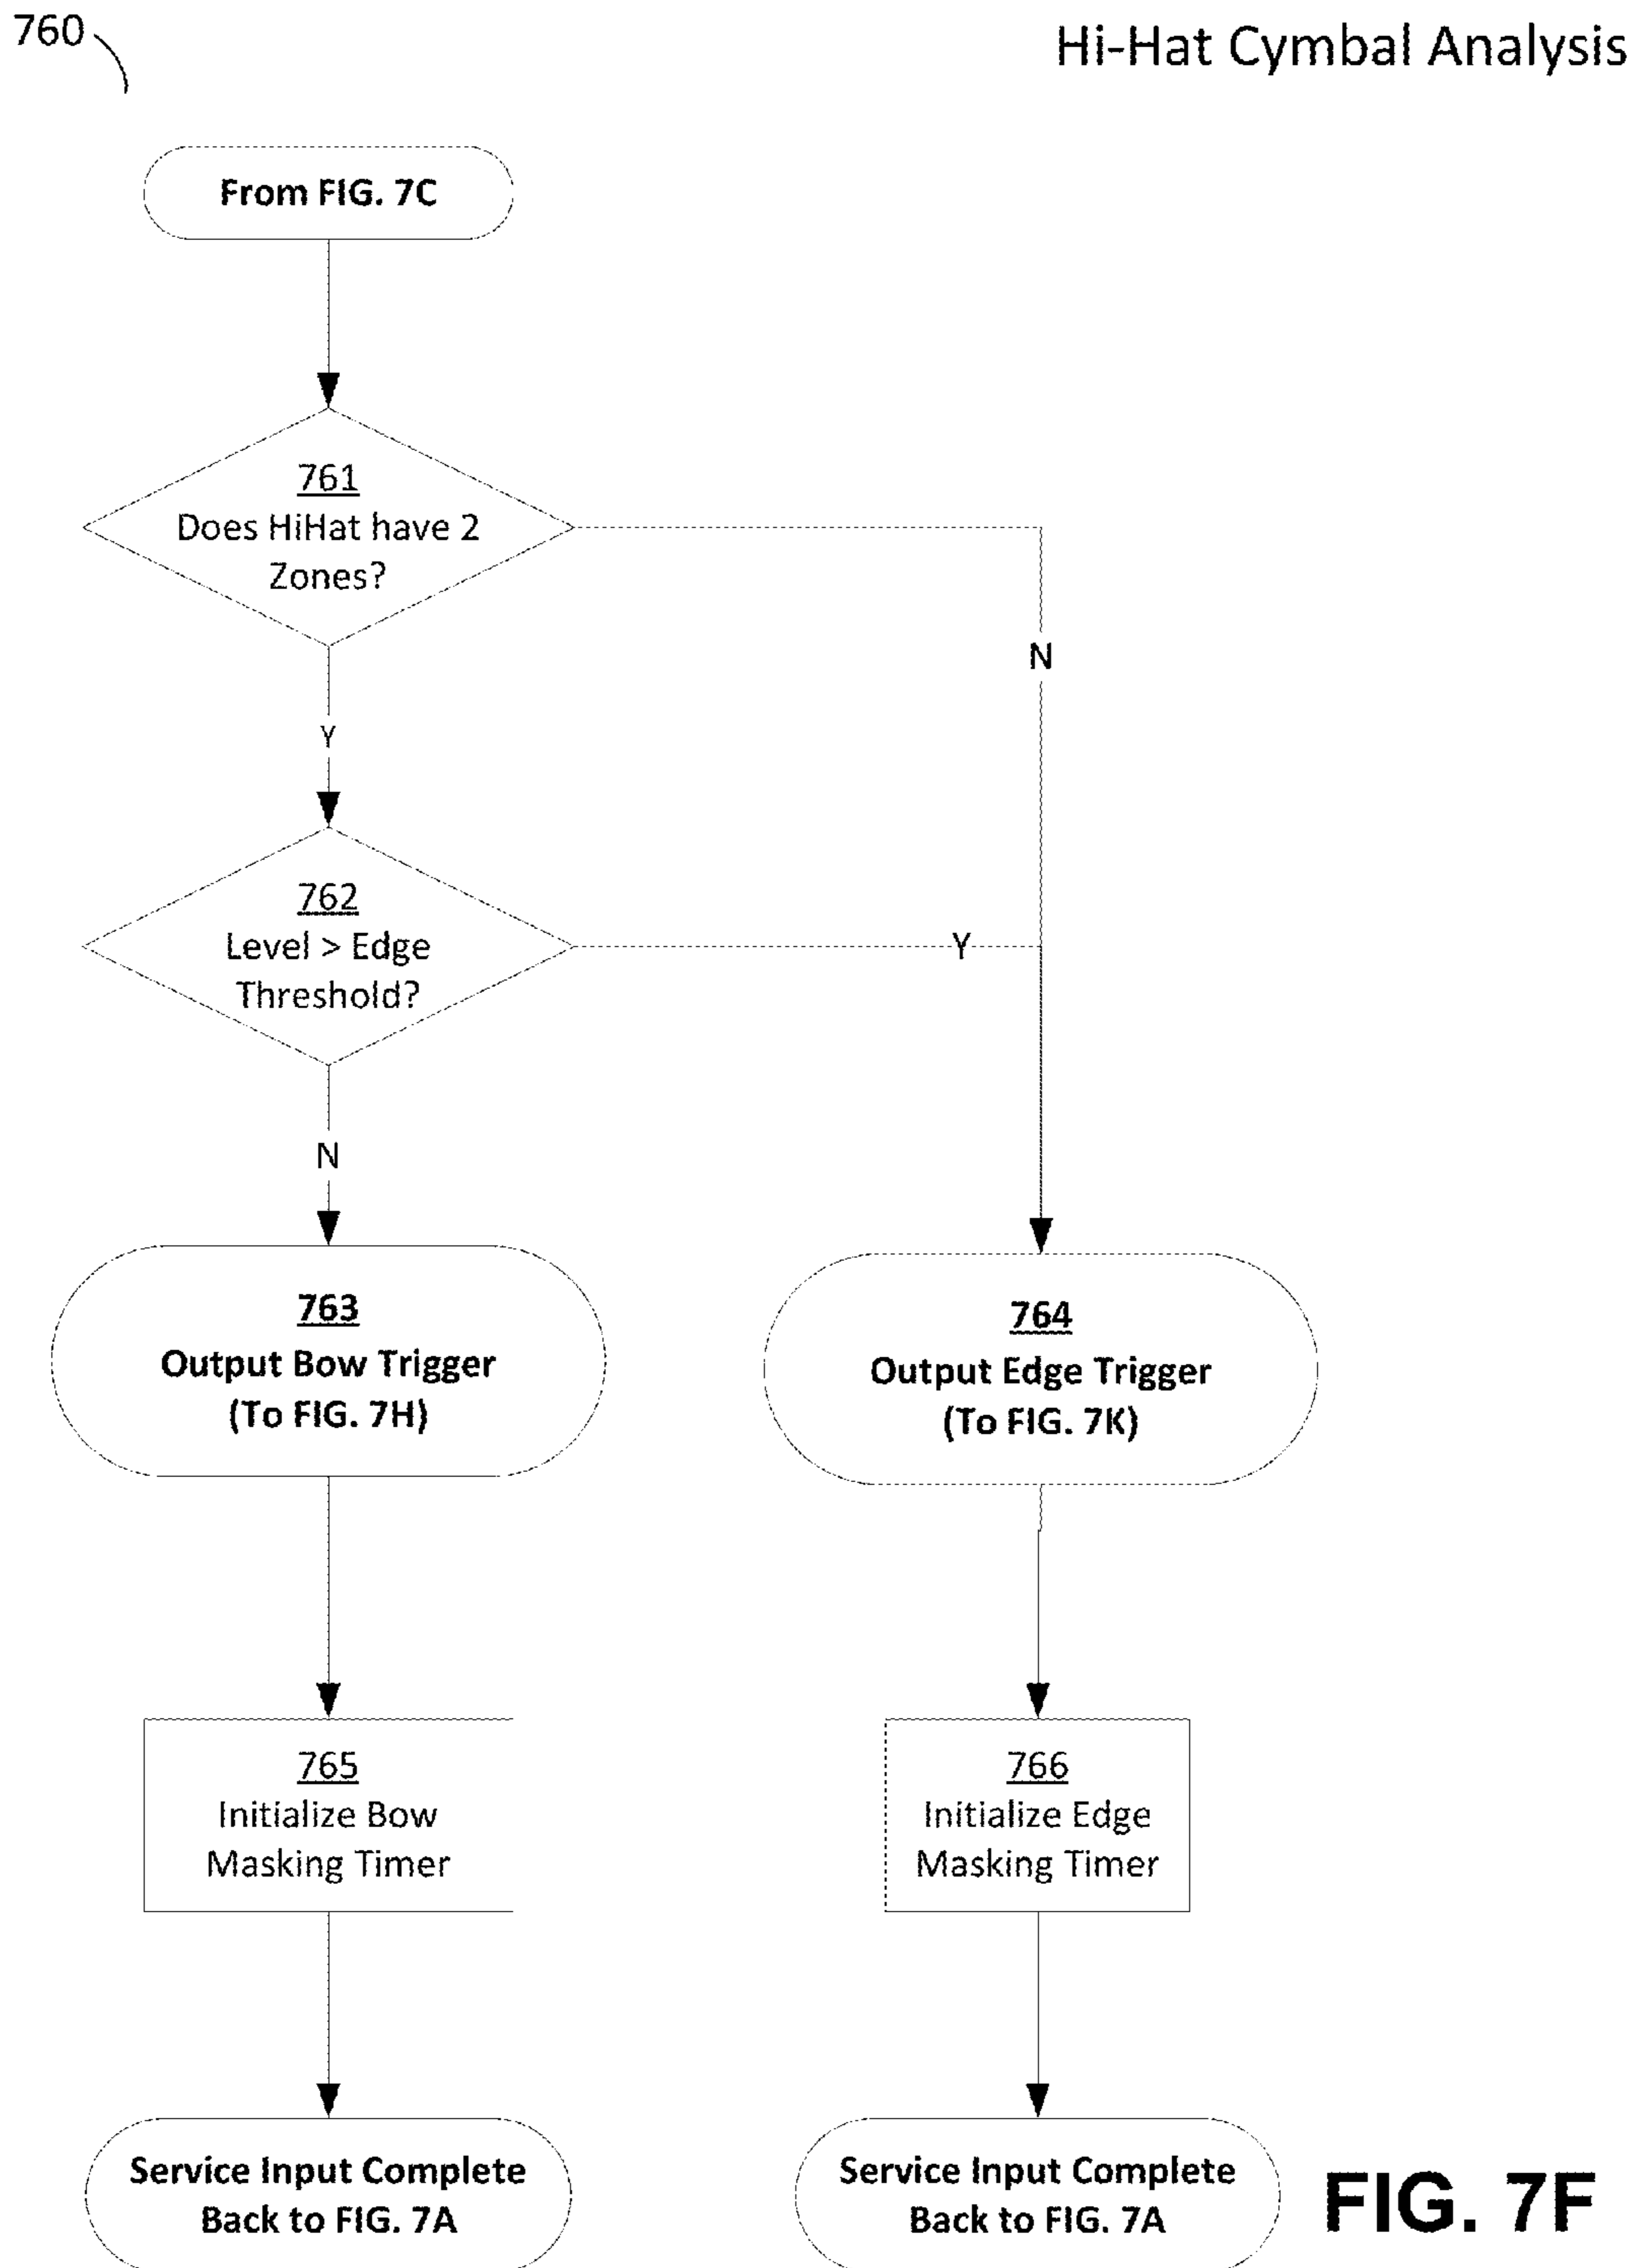 760
Hi-Hat Cymbal Analysis
From FIG. 7C
761
Does HiHat have 2
Zones?
N
Y
762
Level > Edge
Threshold?
Y
N
763
Output Bow Trigger
(To FIG. 7H)
764
Output Edge Trigger
(To FIG. 7K)
765
Initialize Bow
Masking Timer
766
Initialize Edge
Masking Timer
Service Input Complete
Back to FIG. 7A
Service Input Complete
Back to FIG. 7A
FIG. 7F